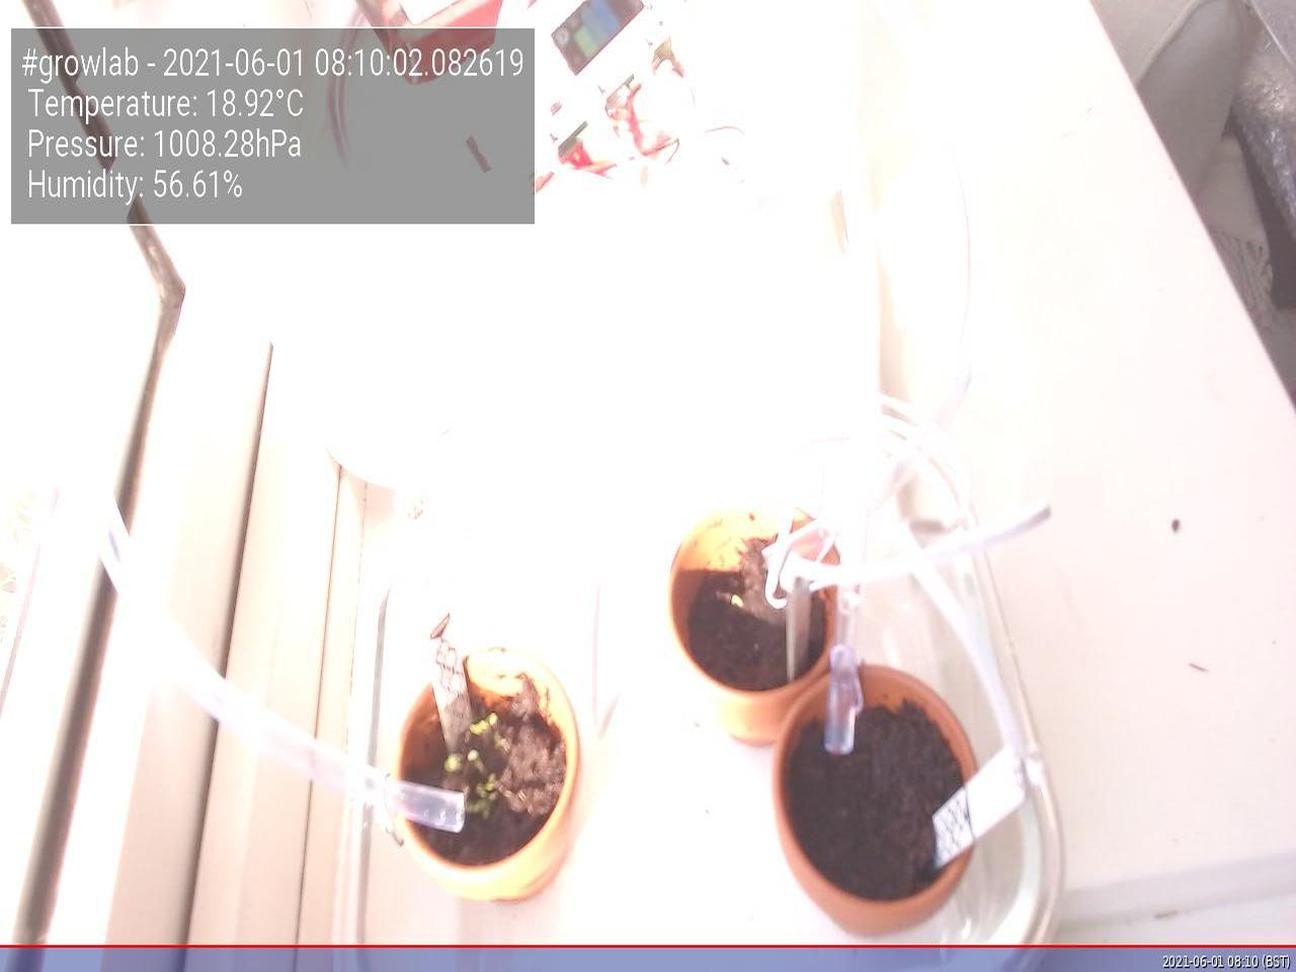 #growlab - 2021-06-01 08:10:02.082619
Temperature: 18.92°C
Pressure: 1008.28hPa
Humidity: 56.61%
2021-06-01 08:10 (BST)